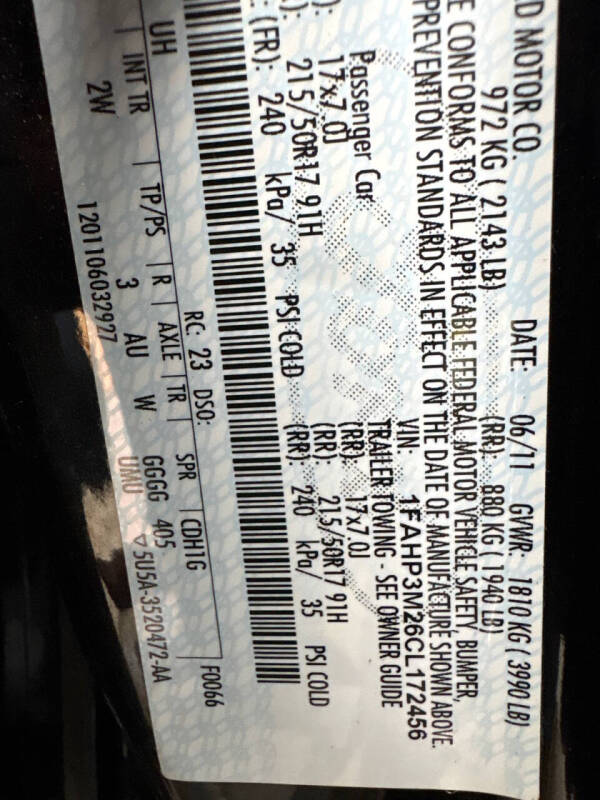 D MOTOR CO.
DATE: 06/11 GVWR: 1810 KG ( 3990 LB)
972 KG ( 2143 LB) (RR): 880 KG ( 1940 LB)
E CONFORMS TO ALL APPLICABLE FEDERAL MOTOR VEHICLE SAFETY, BUMPER,
PREVENTION STANDARDS IN EFFECT ON THE DATE OF MANUFACTURE SHOWN ABOVE.
VIN: 1FAHP3M26CL172456
Passenger Car TRAILER TOWING - SEE OWNER GUIDE
): 17x7.0J (RR): 17x7.0J
): 215/50R17 91H (RR): 215/50R17 91H
: (FR): 240 kPa/ 35 PSI COLD (RR): 240 kPa/ 35 PSI COLD
F0066
RC: 23 DSO: CDH1G
UH
INT TR | TP/PS | R | AXLE | TR | SPR
2W 3 AU W GGGG 405
UMU
▽5U5A-3520472-AA
1201106032927